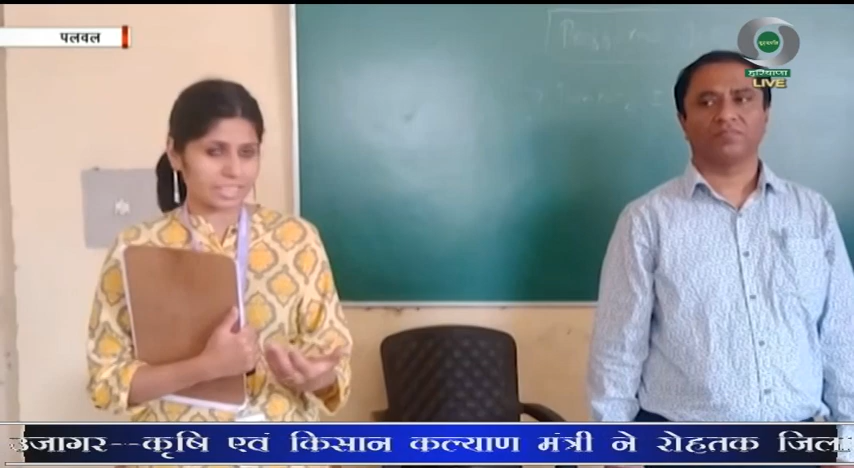 पलवल
हरियाणा
LIVE
उजागर--कृषि एवं किसान कल्याण मंत्री ने रोहतक जिल